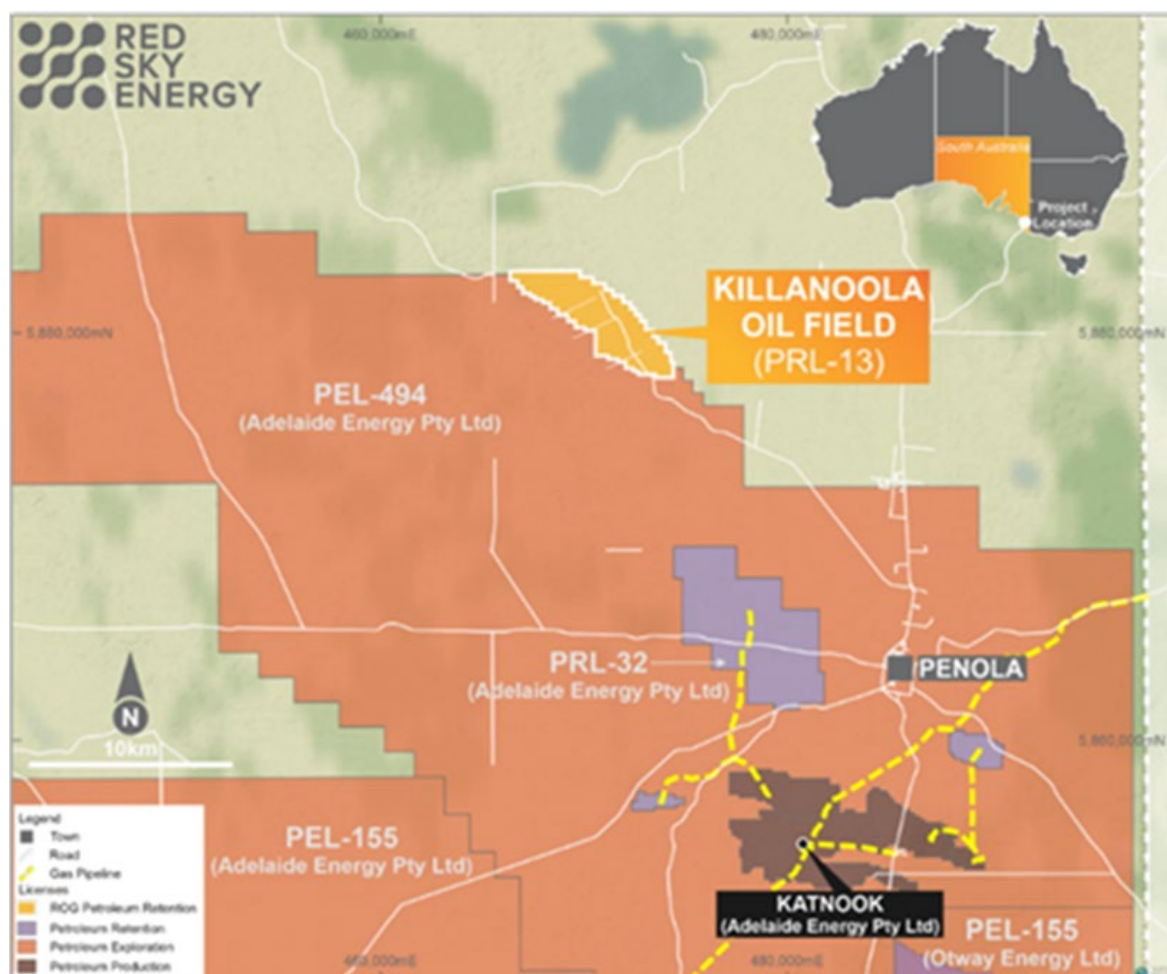 RED
SKY
ENERGY
460,000mE
480,000mE
South Australia
Project
Location
KILLANOOLA
OIL FIELD
(PRL-13)
5,880,000mN
5,880,000mN
PEL-494
(Adelaide Energy Pty Ltd)
PRL-32
(Adelaide Energy Pty Ltd)
PENOLA
N
10km
5,860,000mN
PEL-155
(Adelaide Energy Pty Ltd)
KATNOOK
(Adelaide Energy Pty Ltd)
PEL-155
(Otway Energy Ltd)
Legend
Town
Road
Gas Pipeline
Licenses
ROG Petroleum Retention
Petroleum Retention
Petroleum Exploration
Petroleum Production
460,000mE
480,000mE